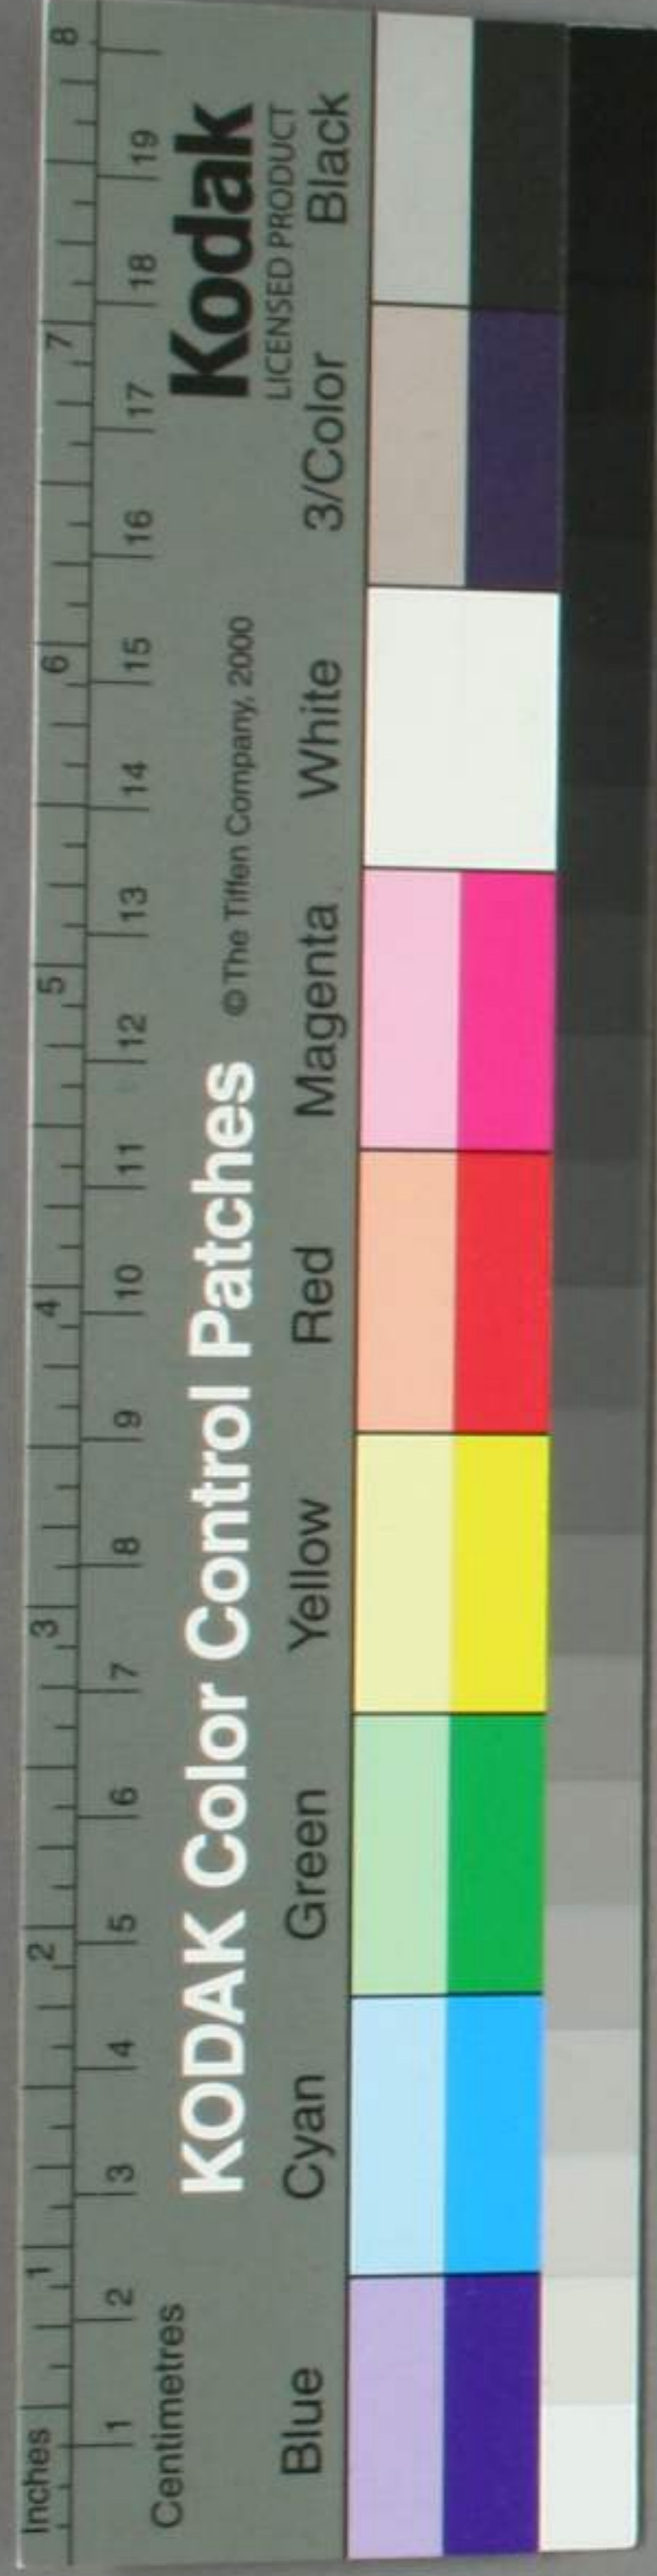 Inches 1 2 3 4 5 6 7 8
1 2 3 4 5 6 7 8 9 10 11 12 13 14 15 16 17 18 19
Centimetres
KODAK Color Control Patches
© The Tiffen Company, 2000
Kodak
LICENSED PRODUCT
Blue Cyan Green Yellow Red Magenta White 3/Color Black